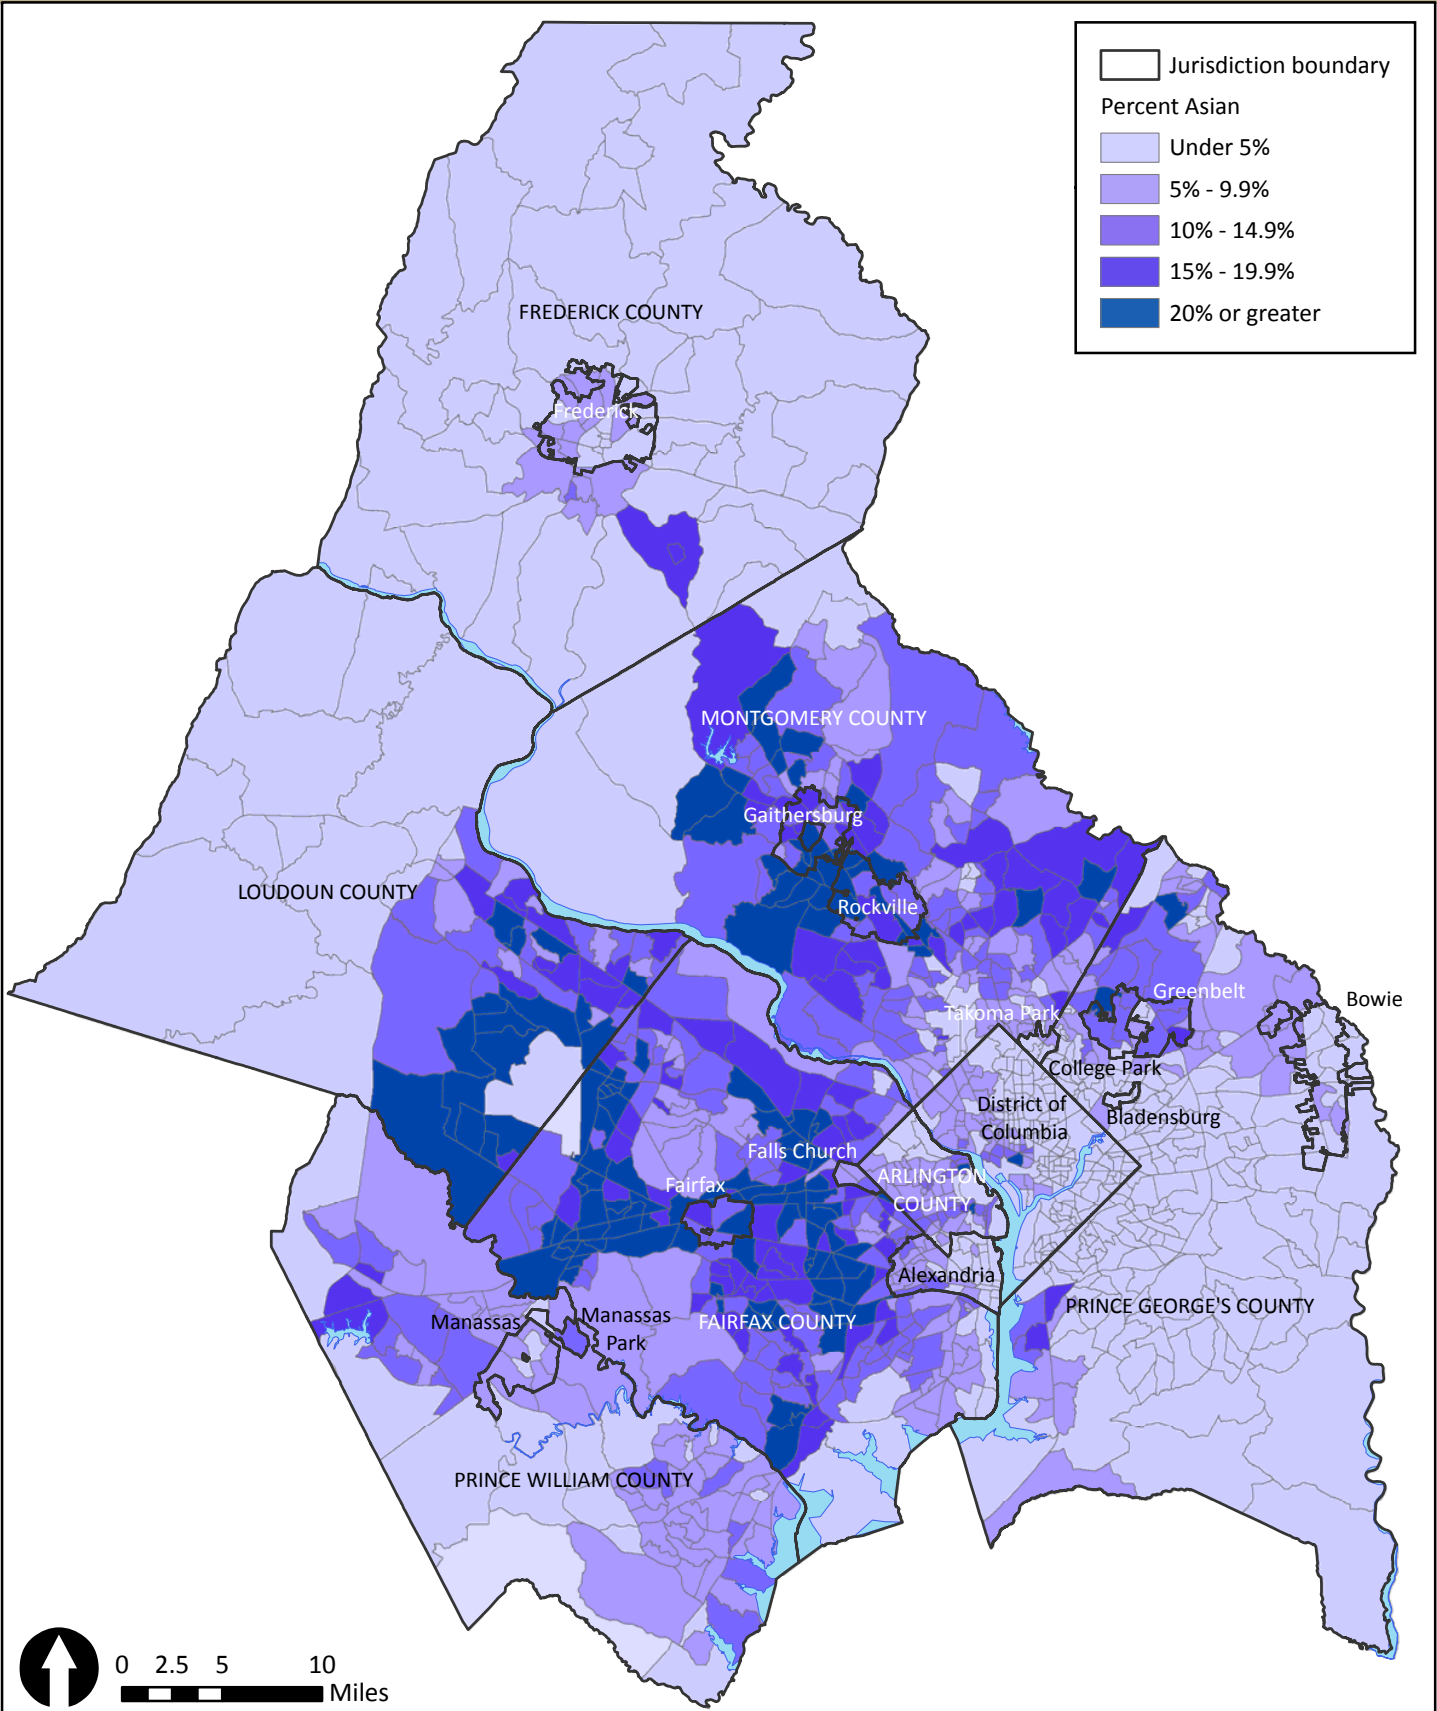 Jurisdiction boundary
Percent Asian
Under 5%
5% - 9.9%
10% - 14.9%
15% - 19.9%
20% or greater
FREDERICK COUNTY
Frederick
MONTGOMERY COUNTY
Gaithersburg
LOUDOUN COUNTY
Rockville
Greenbelt
Bowie
Takoma Park
College Park
District of
Columbia
Bladensburg
Falls Church
ARLINGTON
COUNTY
Fairfax
Alexandria
PRINCE GEORGE'S COUNTY
Manassas
Manassas
Park
FAIRFAX COUNTY
PRINCE WILLIAM COUNTY
0 2.5 5 10
Miles